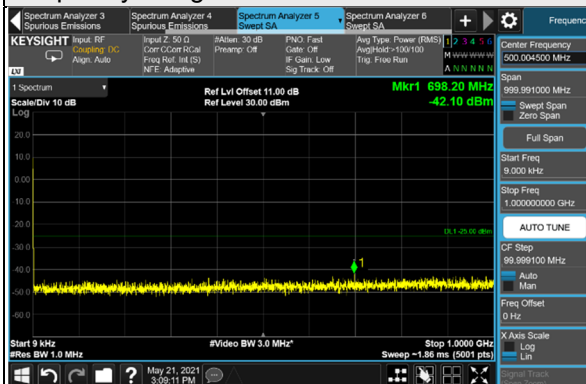 Spectrum Analyzer 3
Spurious Emissions
Spectrum Analyzer 4
Spurious Emissions
Spectrum Analyzer 5
Swept SA
Spectrum Analyzer 6
Swept SA
Frequency
KEYSIGHT
Input: RF
Coupling: DC
Align: Auto
Input Z: 50 Ω
Corr CCorr RCal
Freq Ref: Int (S)
NFE: Adaptive
#Atten: 30 dB
Preamp: Off
PNO: Fast
Gate: Off
IF Gain: Low
Sig Track: Off
Avg Type: Power (RMS)
Avg|Hold:>100/100
Trig: Free Run
1 2 3 4 5 6
M W W W W W
A N N N N N
LXI
1 Spectrum
Scale/Div 10 dB
Log
Ref Lvl Offset 11.00 dB
Ref Level 30.00 dBm
Mkr1 698.20 MHz
-42.10 dBm
20.0
10.0
0.00
-10.0
-20.0
-30.0
-40.0
-50.0
-60.0
DL1 -25.00 dBm
1
Start 9 kHz
#Res BW 1.0 MHz
#Video BW 3.0 MHz*
Stop 1.0000 GHz
Sweep ~1.86 ms (5001 pts)
May 21, 2021
3:09:11 PM
Center Frequency
500.004500 MHz
Span
999.991000 MHz
Swept Span
Zero Span
Full Span
Start Freq
9.000 kHz
Stop Freq
1.000000000 GHz
AUTO TUNE
CF Step
99.999100 MHz
Auto
Man
Freq Offset
0 Hz
X Axis Scale
Log
Lin
Signal Track